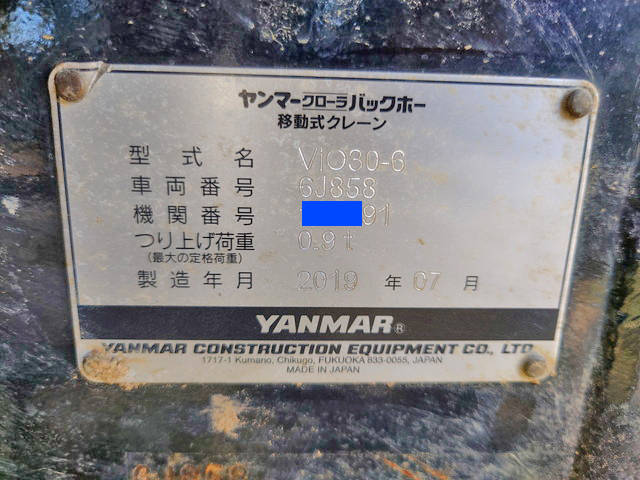 ヤンマークローラバックホー
移動式クレーン
型式名 ViO30-6
車両番号 6J858
機関番号 91
つり上げ荷重 0.9t
(最大の定格荷重)
製造年月 2019 年 07 月
YANMAR®
YANMAR CONSTRUCTION EQUIPMENT CO., LTD
1717-1 Kumano, Chikugo, FUKUOKA 833-0055, JAPAN
MADE IN JAPAN